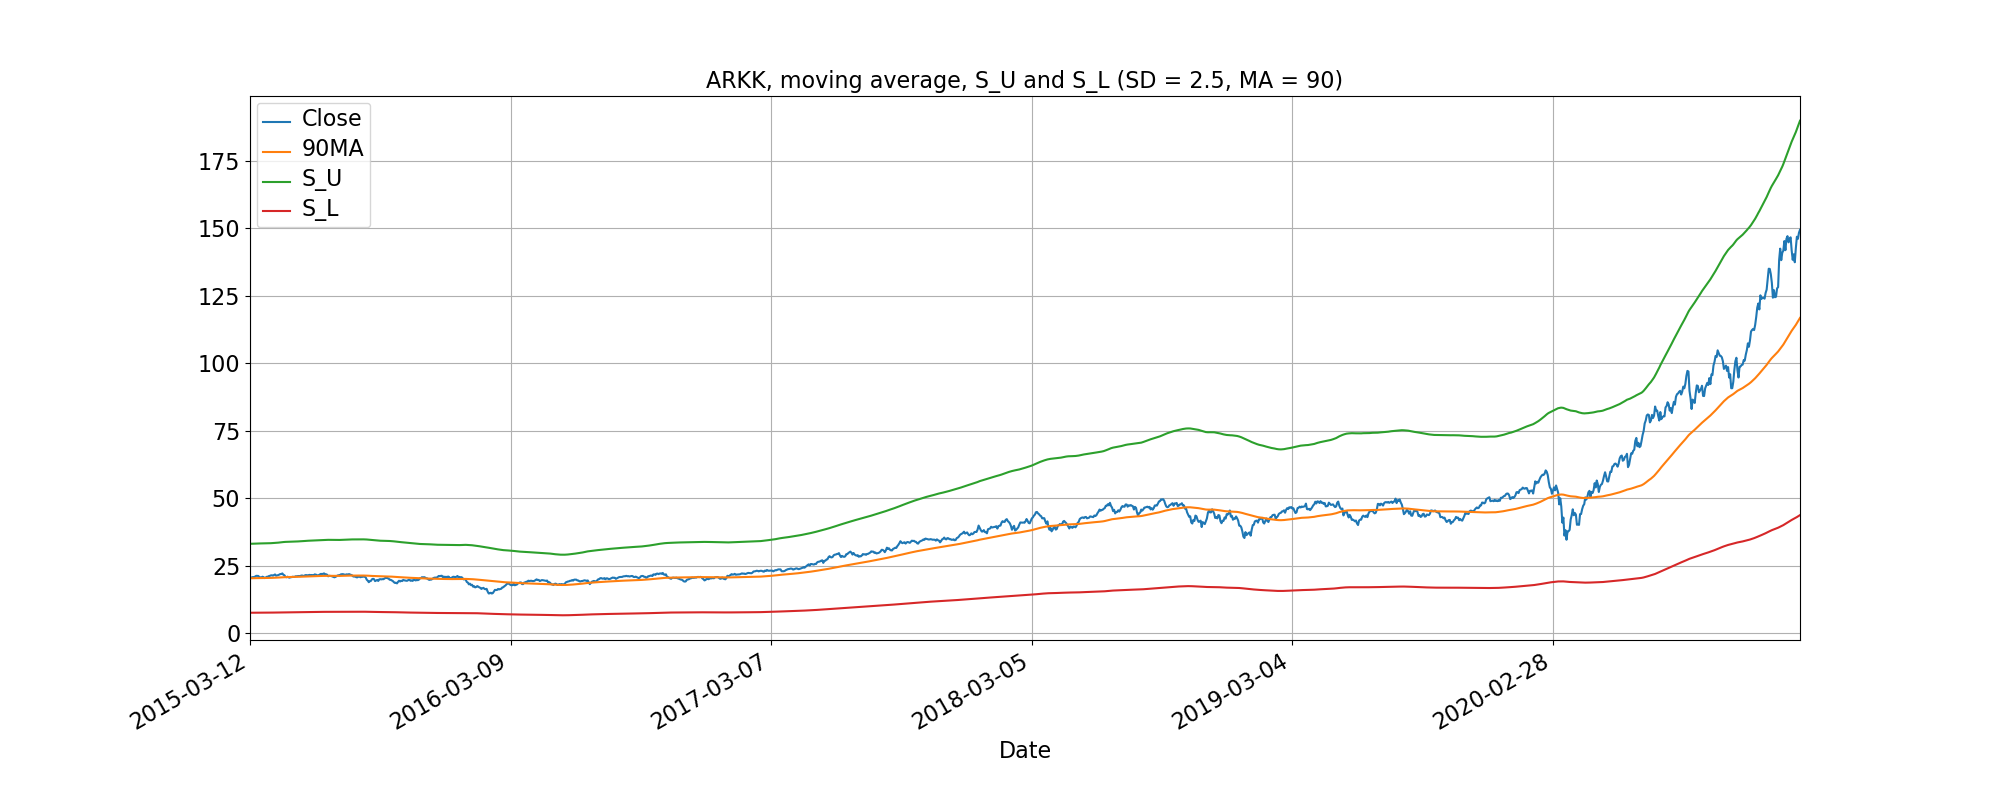 ARKK, moving average, S_U and S_L (SD = 2.5, MA = 90)
Close
90MA
S_U
S_L
175
150
125
100
75
50
25
0
2015-03-12
2016-03-09
2017-03-07
2018-03-05
2019-03-04
2020-02-28
Date